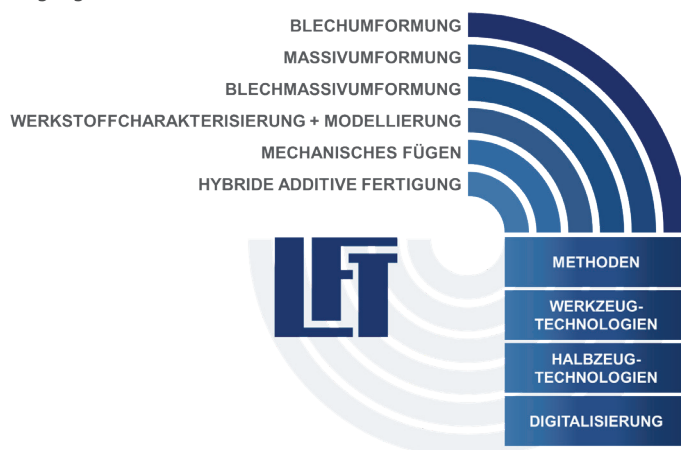 BLECHUMFORMUNG
MASSIVUMFORMUNG
BLECHMASSIVUMFORMUNG
WERKSTOFFCHARAKTERISIERUNG + MODELLIERUNG
MECHANISCHES FÜGEN
HYBRIDE ADDITIVE FERTIGUNG
LFT
METHODEN
WERKZEUG-
TECHNOLOGIEN
HALBZEUG-
TECHNOLOGIEN
DIGITALISIERUNG